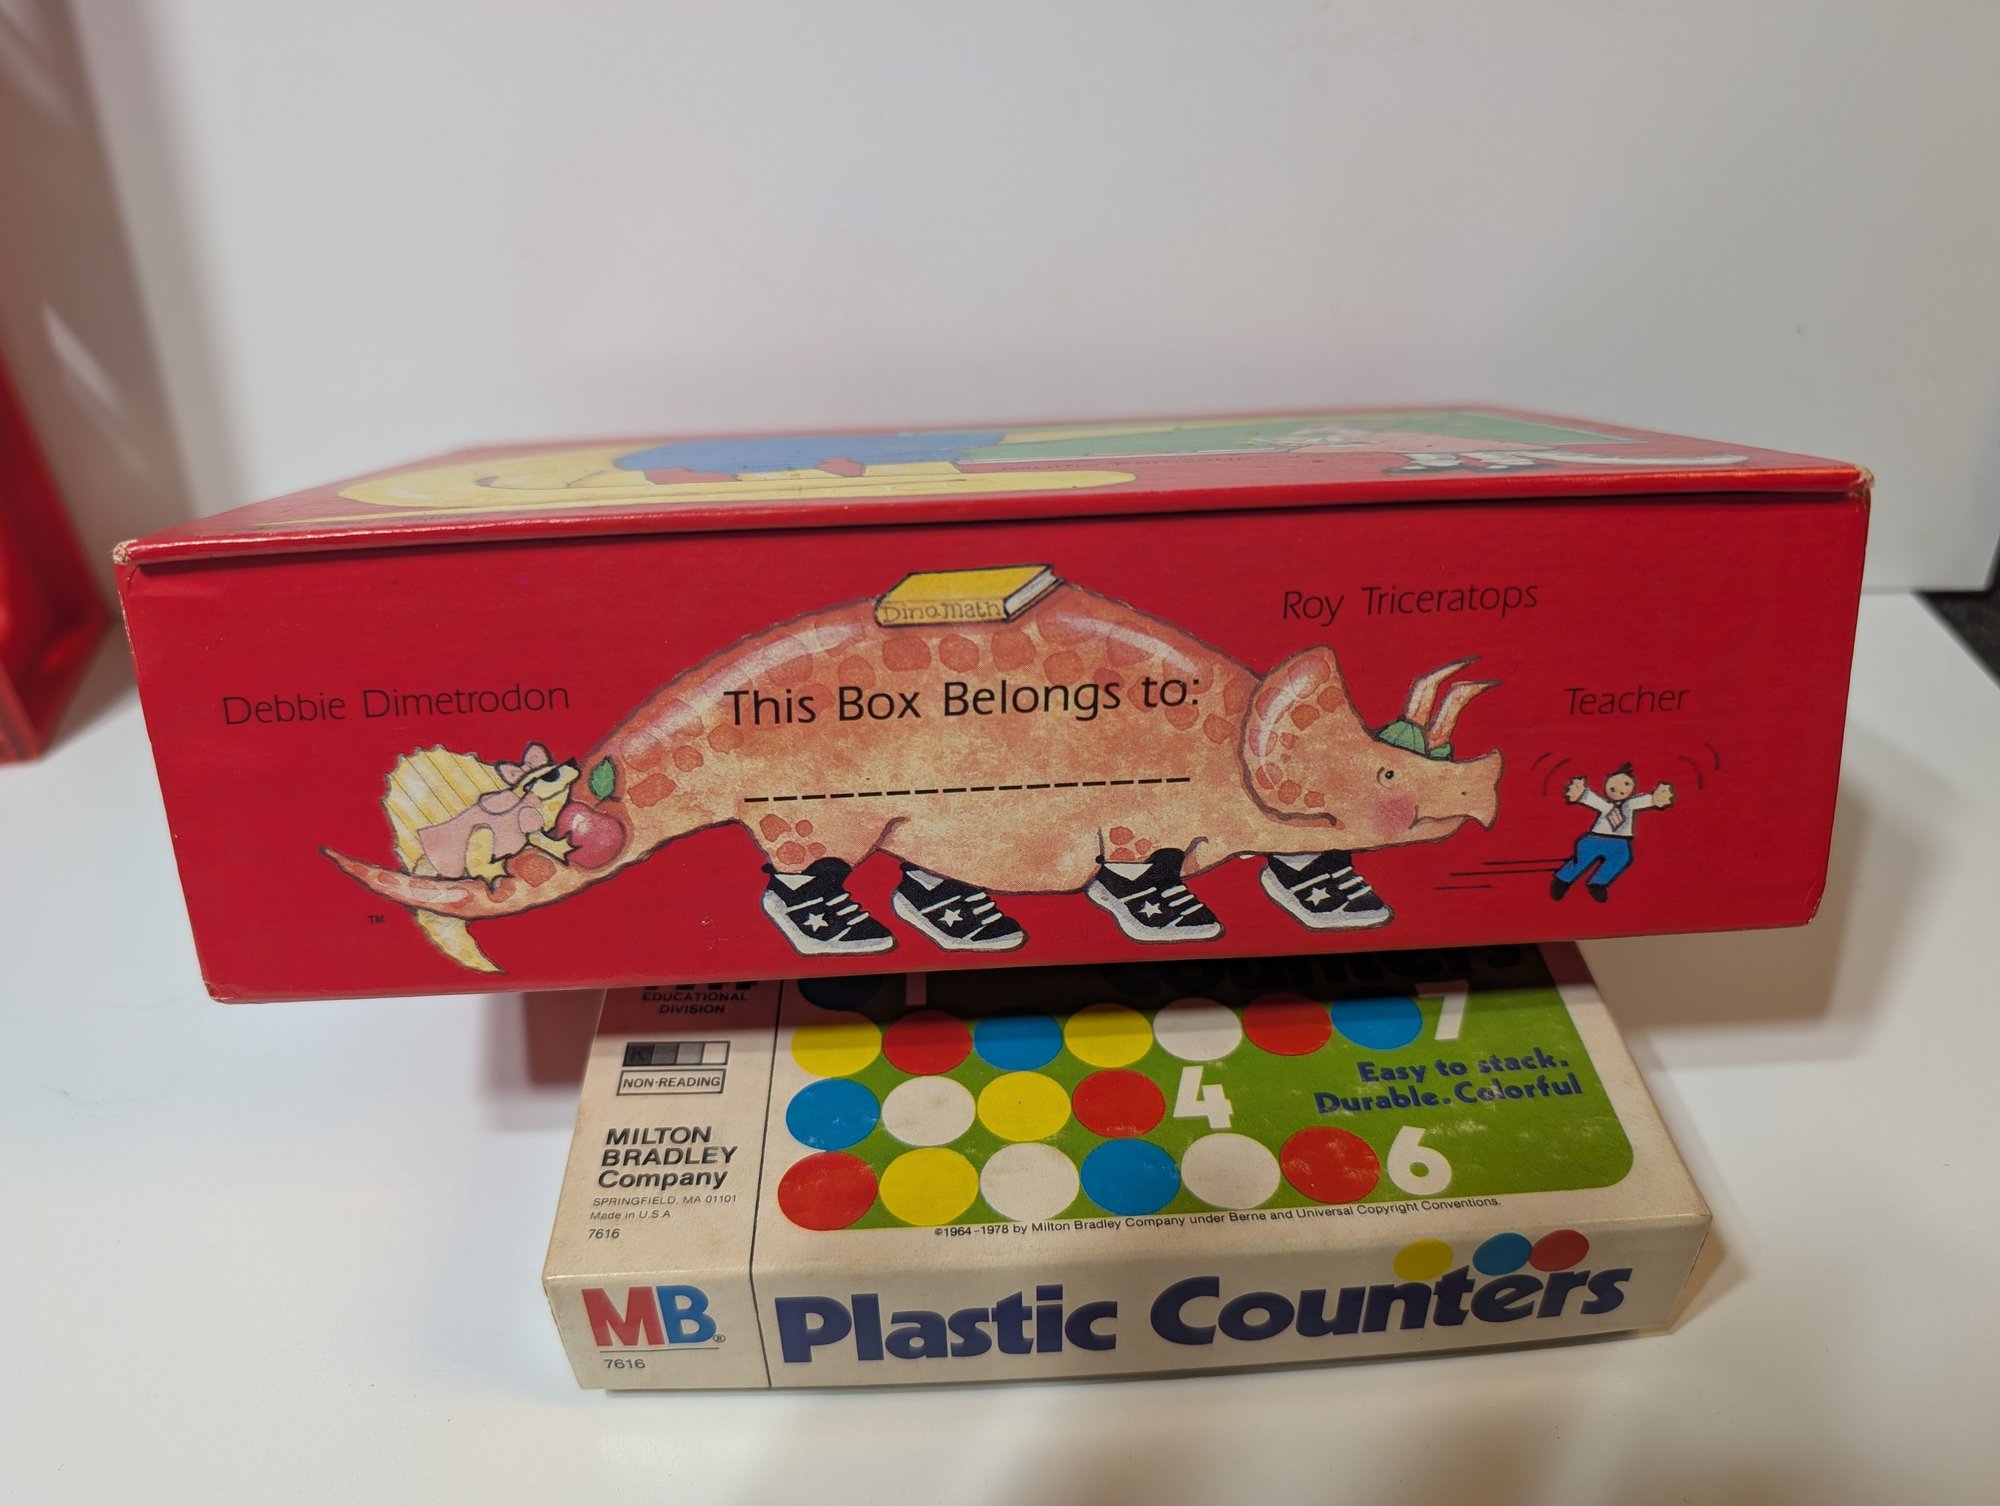 DinoMath
Roy Triceratops
Debbie Dimetrodon
This Box Belongs to:
Teacher
TM
Counters
EDUCATIONAL
DIVISION
K
NON-READING
MILTON
BRADLEY
Company
SPRINGFIELD, MA 01101
Made in U.S.A.
7616
7
Easy to stack.
Durable. Colorful
4
6
©1964-1978 by Milton Bradley Company under Berne and Universal Copyright Conventions.
MB®
7616
Plastic Counters